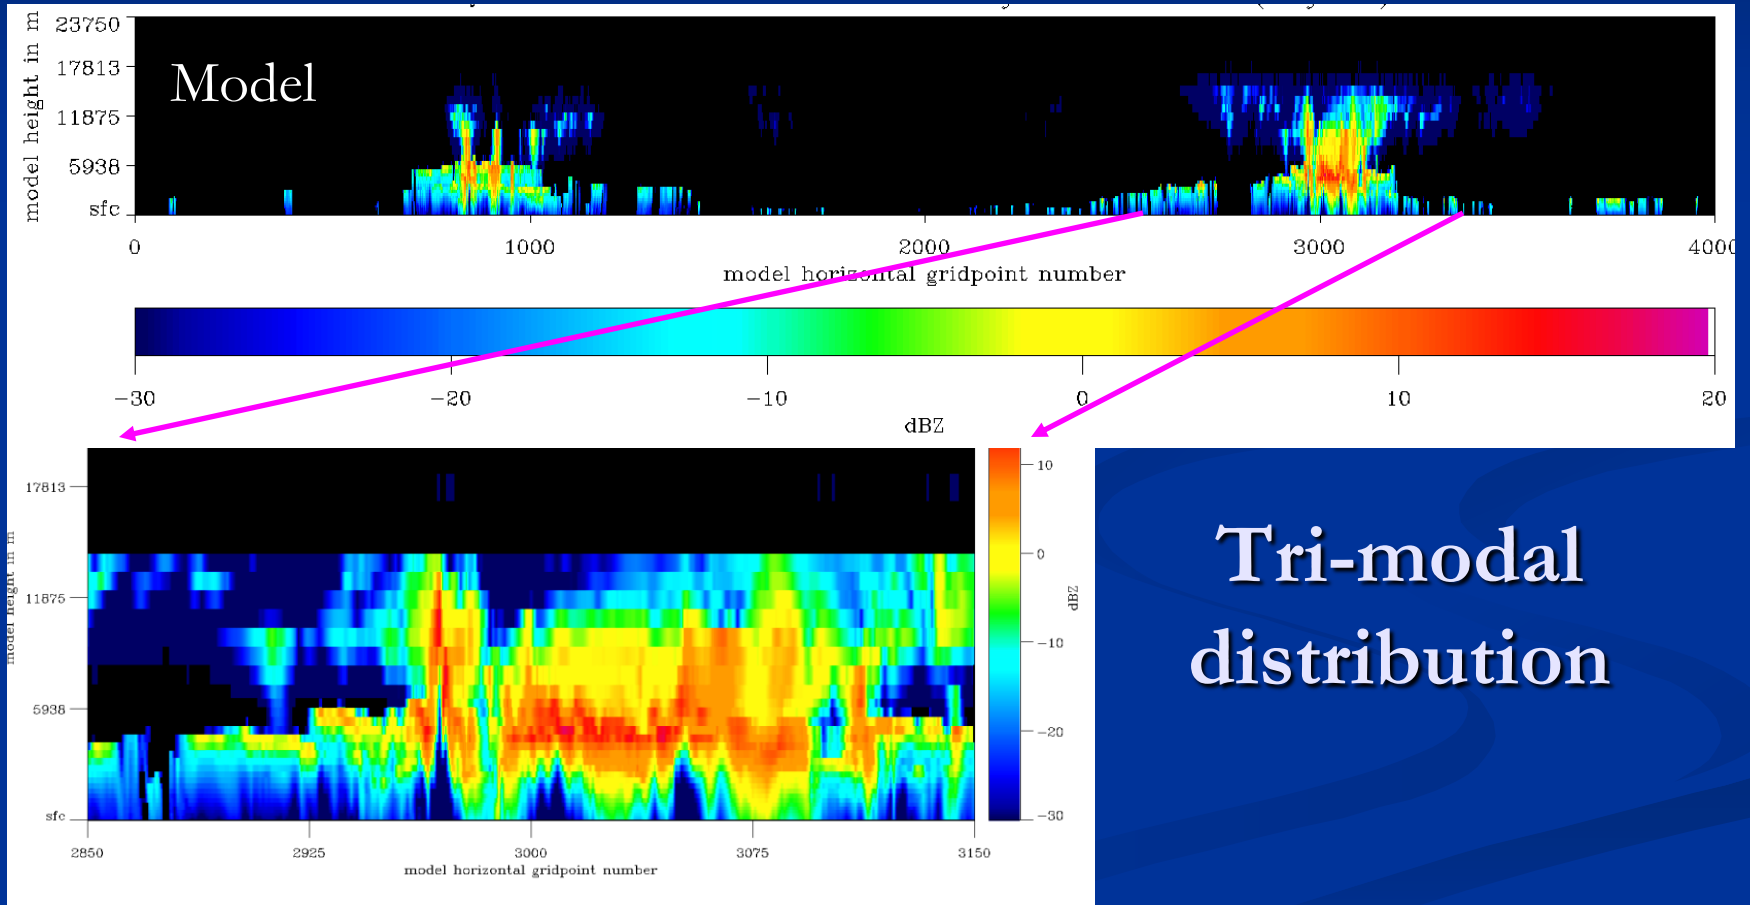 model height in m
23750
17813
11875
5938
sfc
Model
0 1000 2000 3000 4000
model horizontal gridpoint number
−30 −20 −10 0 10 20
dBZ
model height in m
17813
11875
5938
sfc
2850 2925 3000 3075 3150
model horizontal gridpoint number
10
0
−10
−20
−30
dBZ
Tri-modal
distribution